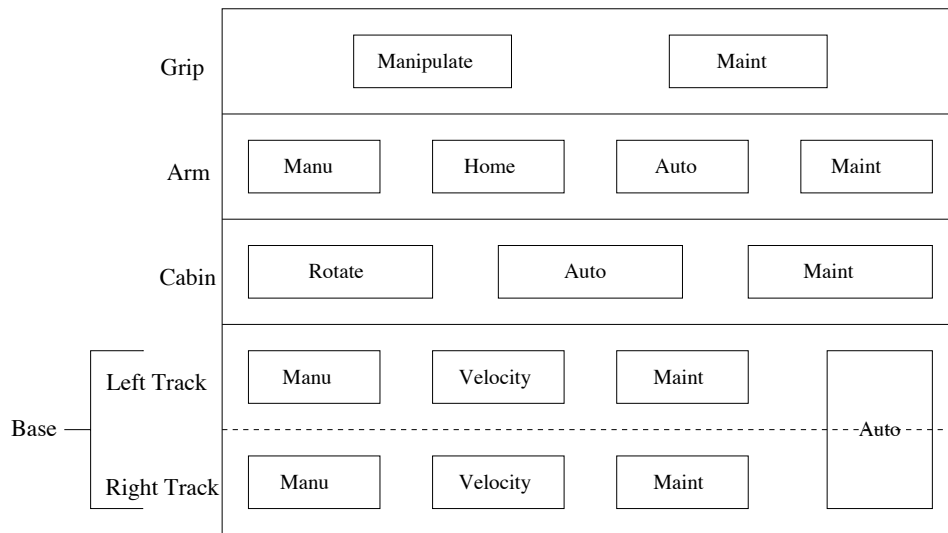 Grip
Manipulate Maint
Arm
Manu Home Auto Maint
Cabin
Rotate Auto Maint
Base
Left Track
Manu Velocity Maint
Auto
Right Track
Manu Velocity Maint